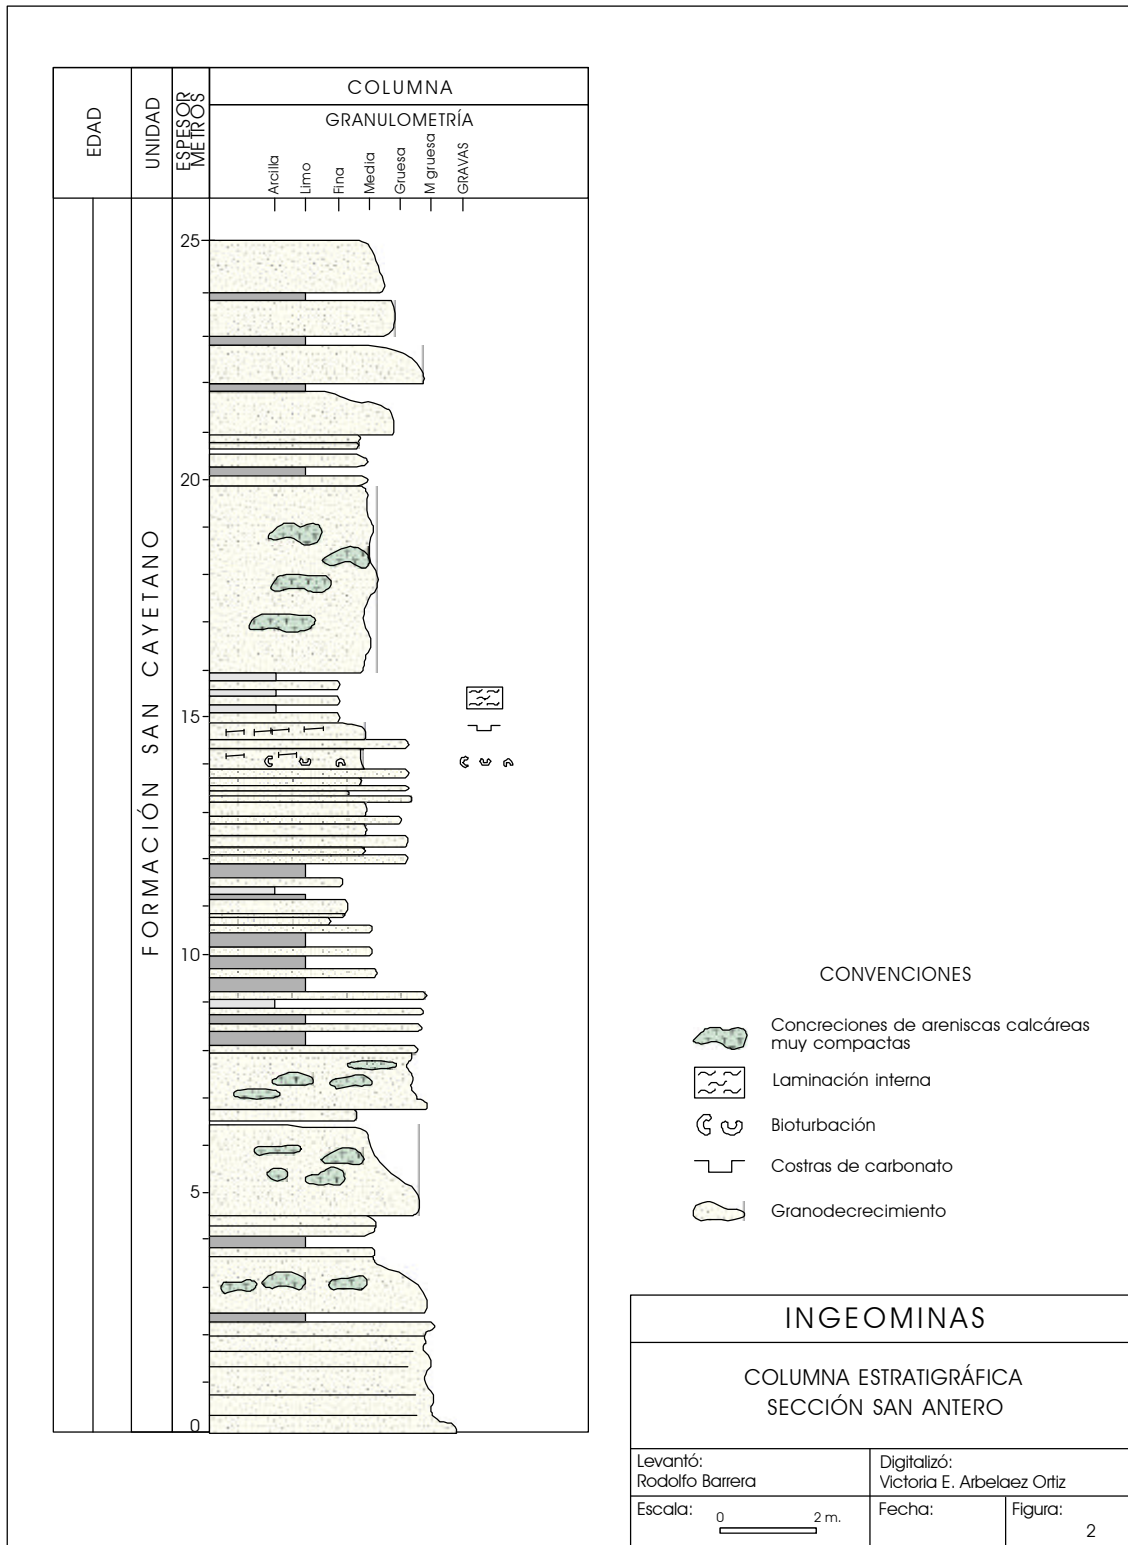 EDAD
UNIDAD
ESPESOR
METROS
COLUMNA
GRANULOMETRÍA
Arcilla
Limo
Fina
Media
Gruesa
M gruesa
GRAVAS
FORMACIÓN SAN CAYETANO
25
20
15
10
5
0
CONVENCIONES
Concreciones de areniscas calcáreas
muy compactas
Laminación interna
Bioturbación
Costras de carbonato
Granodecrecimiento
INGEOMINAS
COLUMNA ESTRATIGRÁFICA
SECCIÓN SAN ANTERO
Levantó:
Rodolfo Barrera
Digitalizó:
Victoria E. Arbelaez Ortiz
Escala:
0 2 m.
Fecha:
Figura:
2